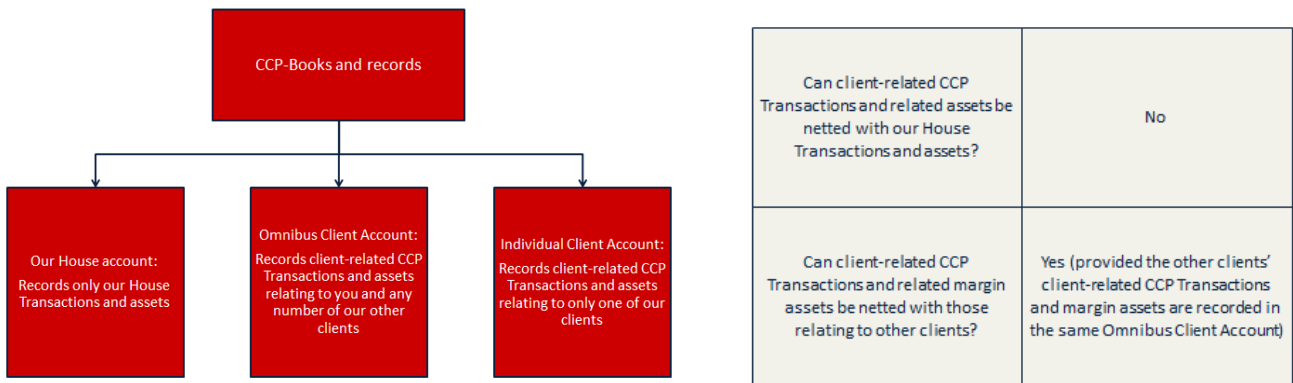 CCP-Books and records
Our House account:
Records only our House
Transactions and assets
Omnibus Client Account:
Records client-related CCP
Transactions and assets
relating to you and any
number of our other
clients
Individual Client Account:
Records client-related CCP
Transactions and assets
relating to only one of our
clients
Can client-related CCP
Transactions and related assets be
netted with our House
Transactions and assets?
No
Can client-related CCP
Transactions and related margin
assets be netted with those
relating to other clients?
Yes (provided the other clients'
client-related CCP Transactions
and margin assets are recorded in
the same Omnibus Client Account)